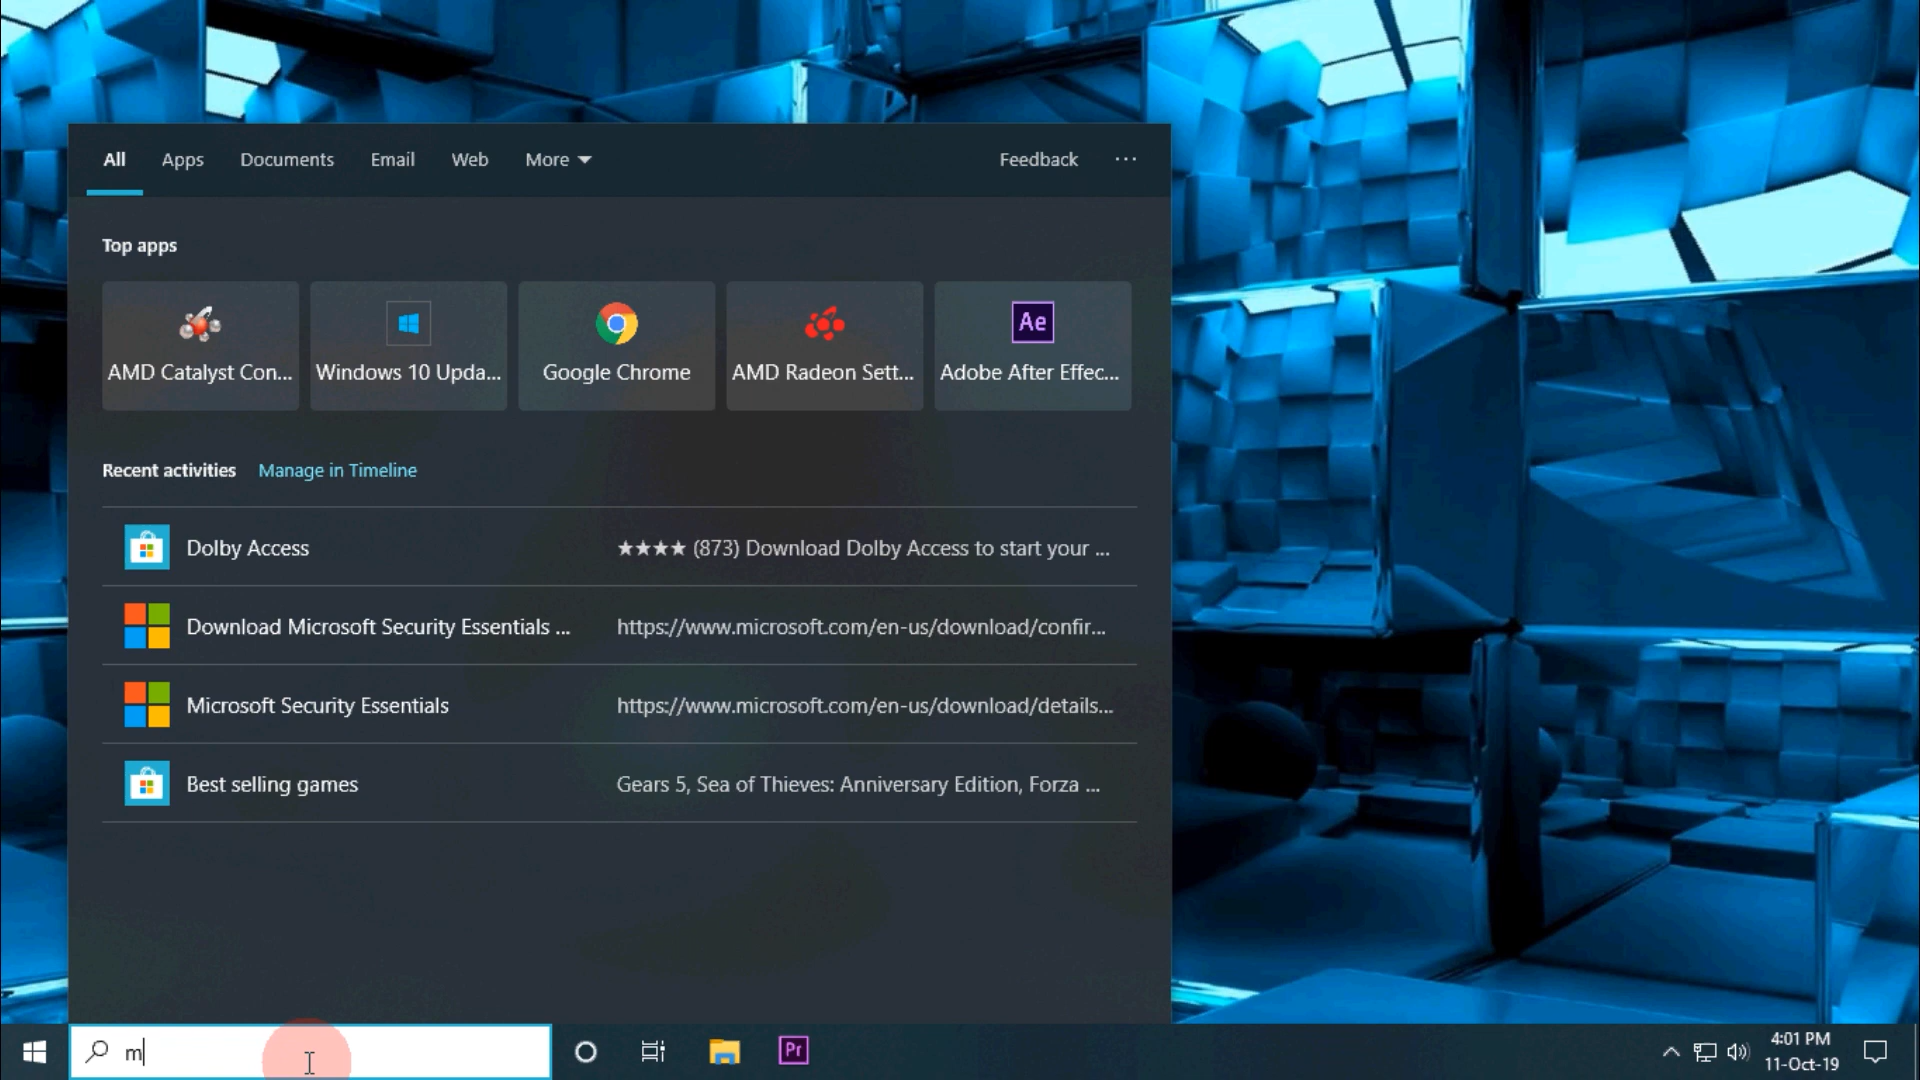 All Apps Documents Email Web More Feedback ...
Top apps
AMD Catalyst Con... Windows 10 Upda... Google Chrome AMD Radeon Sett... Adobe After Effec...
Ae
Recent activities Manage in Timeline
Dolby Access ★★★★ (873) Download Dolby Access to start your ...
Download Microsoft Security Essentials ... https://www.microsoft.com/en-us/download/confir...
Microsoft Security Essentials https://www.microsoft.com/en-us/download/details...
Best selling games Gears 5, Sea of Thieves: Anniversary Edition, Forza ...
m Pr 4:01 PM
11-Oct-19